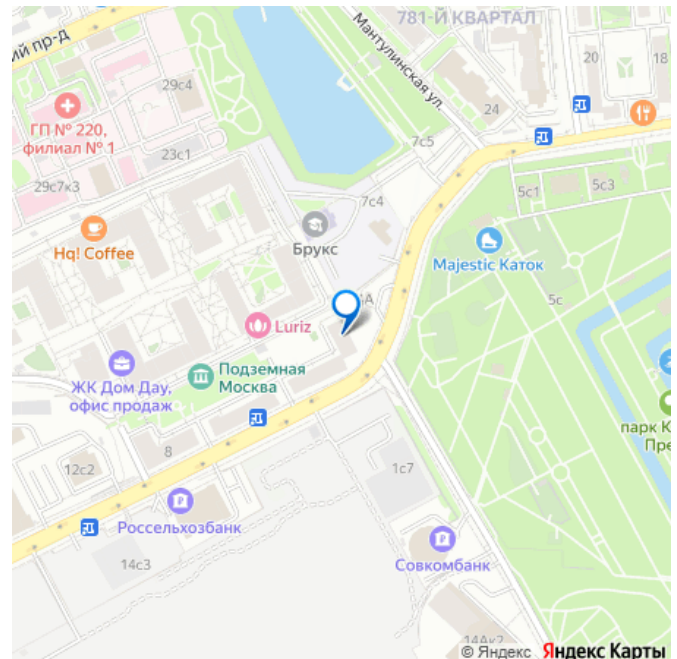 781-Й КВАРТАЛ
ий пр-д
Мантулинская ул.
29с4
20
18
24
ГП № 220,
филиал № 1
23с1
7с5
29с7к3
5с1
5с3
7с4
Hq! Coffee
Брукс
Majestic Каток
5с
Luriz
Подземная
Москва
ЖК Дом Дау,
офис продаж
парк К
Пре
8
12с2
1с7
Россельхозбанк
Совкомбанк
14с3
14Ак2
© Яндекс Яндекс Карты